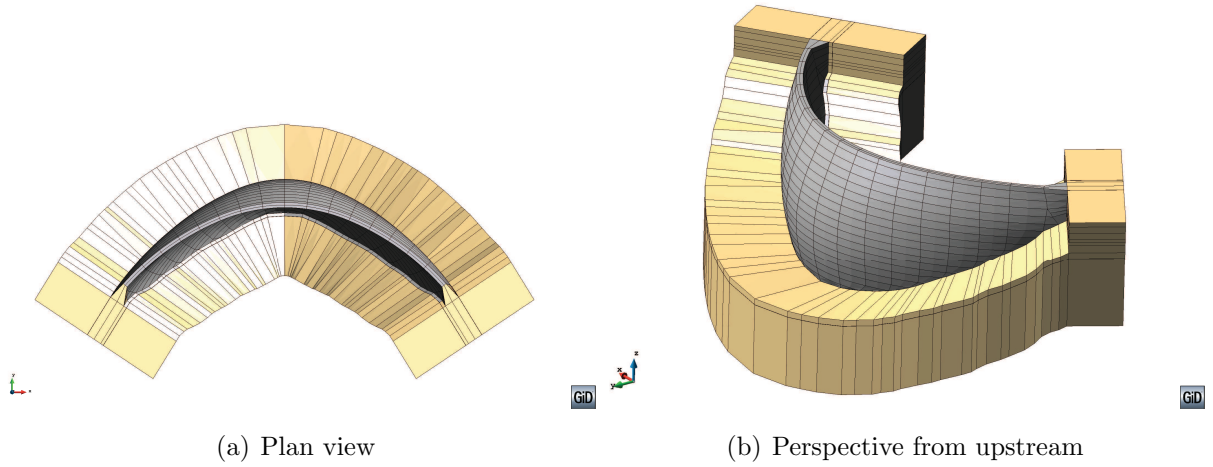 y
x
GiD
z
x
y
GiD
(a) Plan view
(b) Perspective from upstream